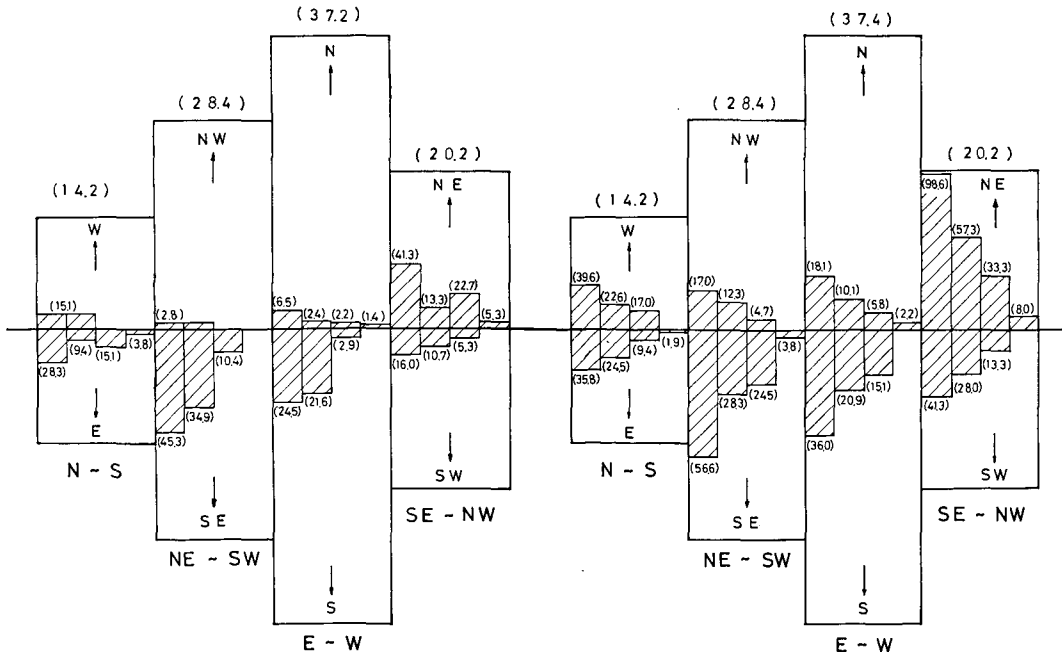 (37.2)
N
(28.4)
NW
(14.2)
W
(20.2)
NE
(15.1)
(2.8)
(6.5)
(2.4)
(2.2)
(1.4)
(41.3)
(13.3)
(22.7)
(5.3)
(28.3)
(9.4)
(15.1)
(3.8)
(45.3)
(34.9)
(10.4)
(24.5)
(21.6)
(2.9)
(16.0)
(10.7)
(5.3)
E
N ~ S
SE
NE ~ SW
S
E ~ W
SW
SE ~ NW
(37.4)
N
(28.4)
NW
(14.2)
W
(20.2)
NE
(39.6)
(22.6)
(17.0)
(17.0)
(12.3)
(4.7)
(18.1)
(10.1)
(5.8)
(2.2)
(98.6)
(57.3)
(33.3)
(8.0)
(35.8)
(24.5)
(9.4)
(1.9)
(56.6)
(28.3)
(24.5)
(3.8)
(36.0)
(20.9)
(15.1)
(41.3)
(28.0)
(13.3)
E
N ~ S
SE
NE ~ SW
S
E ~ W
SW
SE ~ NW